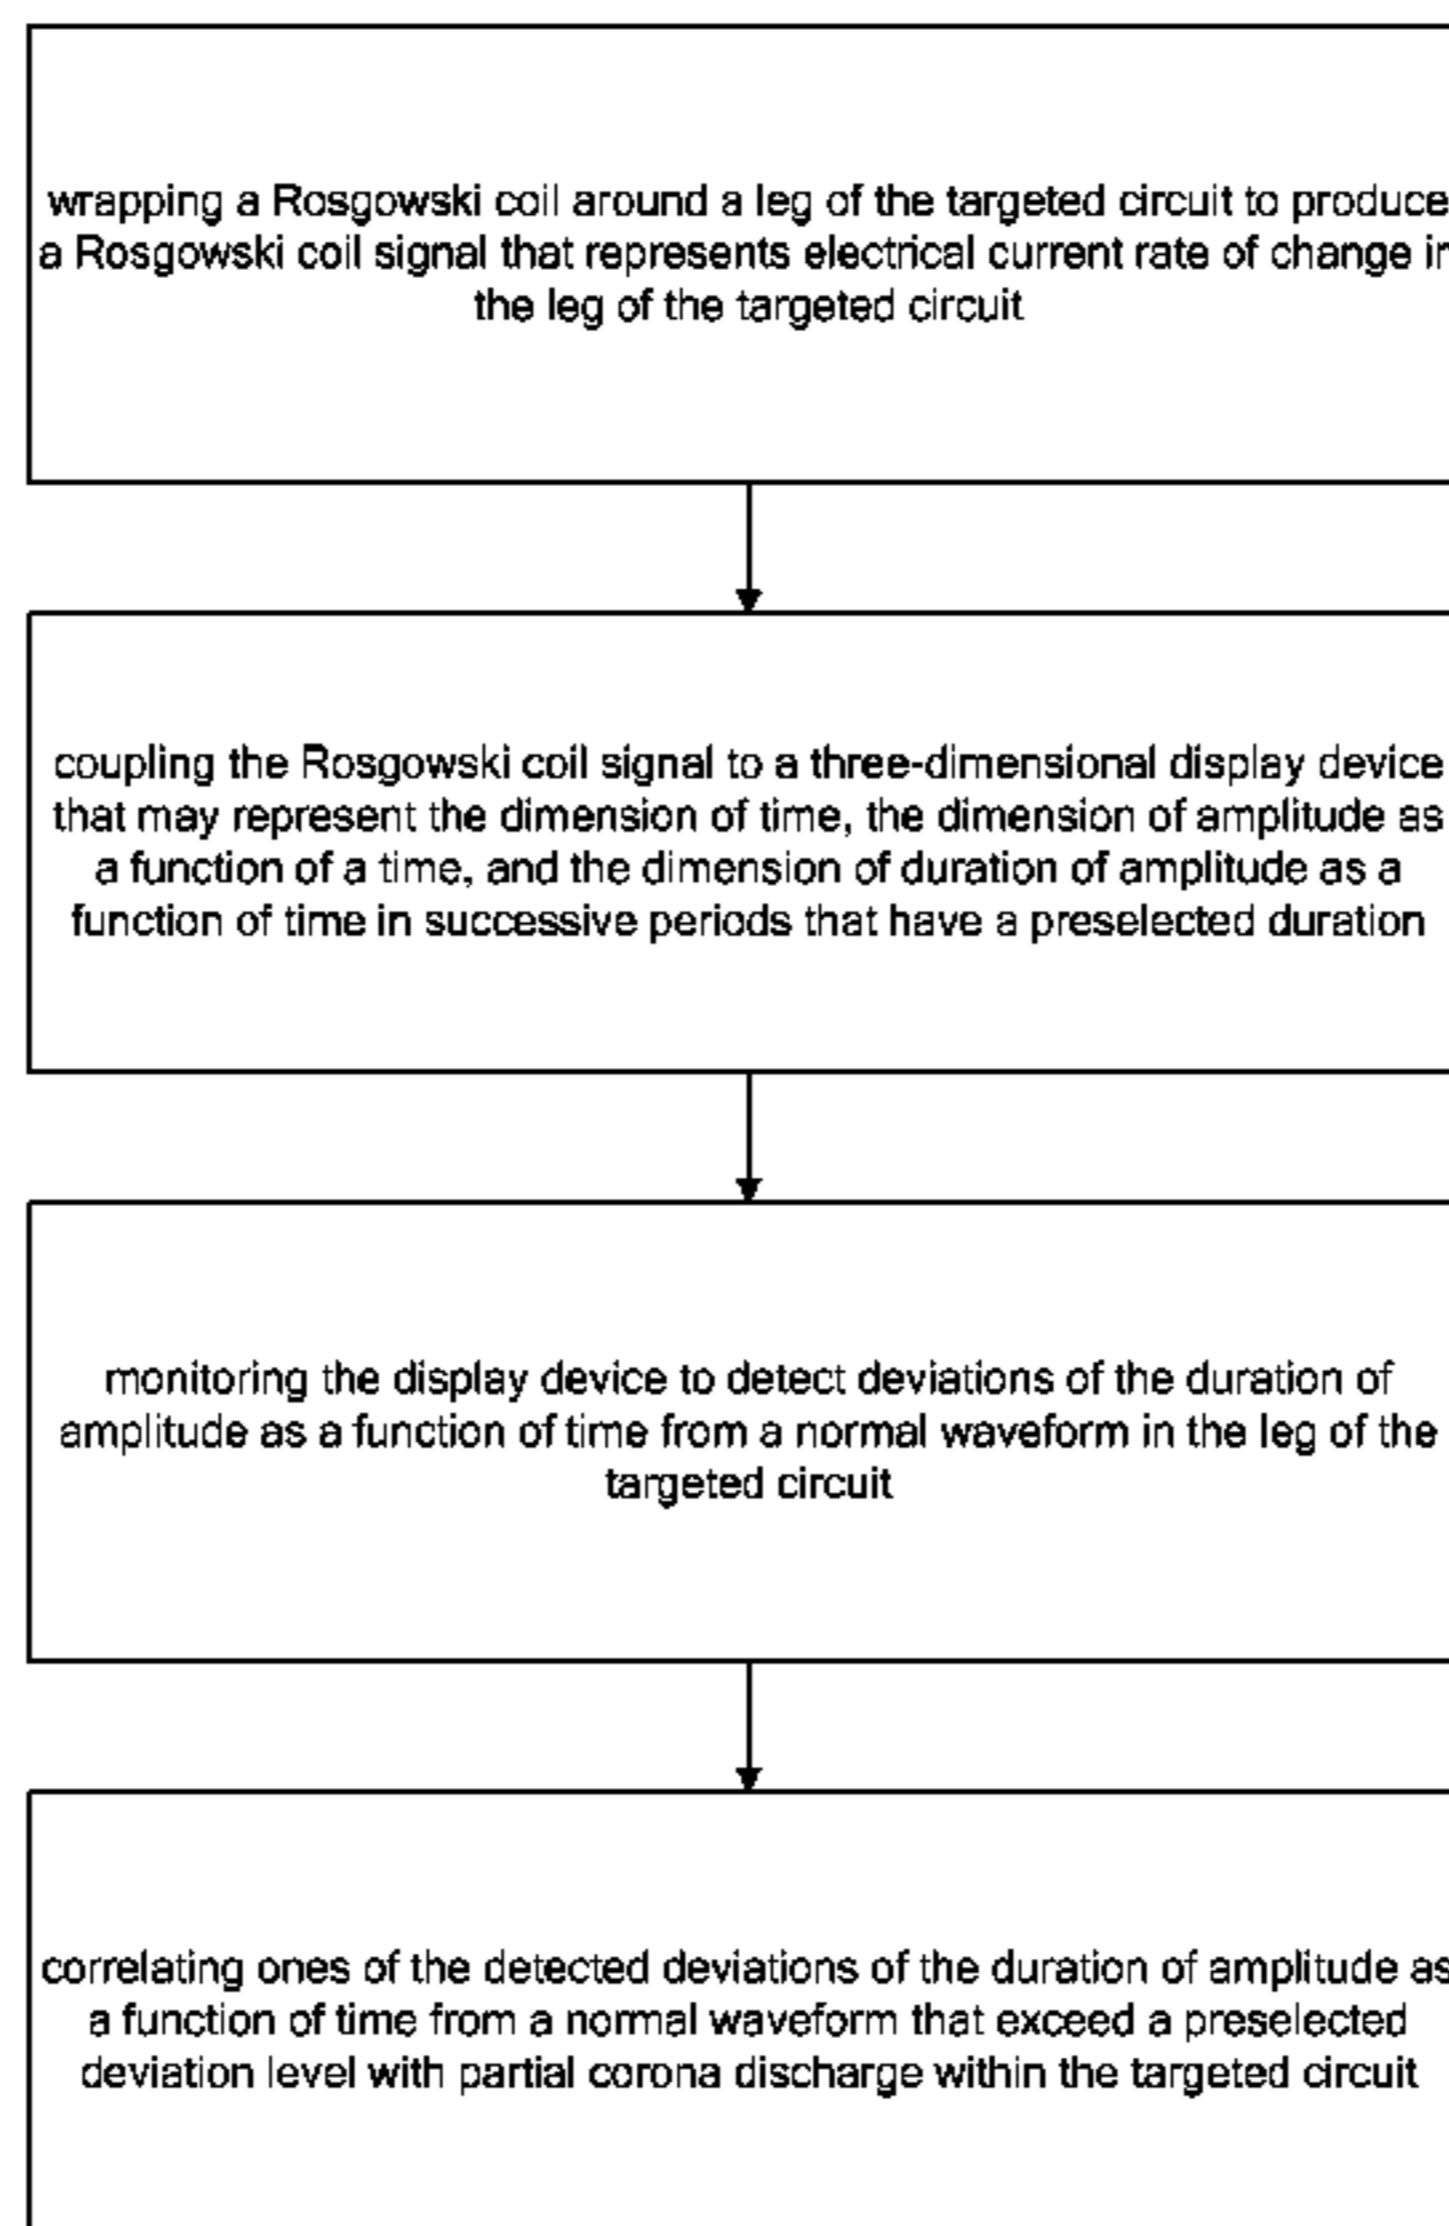 wrapping a Rosgowski coil around a leg of the targeted circuit to produce
a Rosgowski coil signal that represents electrical current rate of change in
the leg of the targeted circuit
coupling the Rosgowski coil signal to a three-dimensional display device
that may represent the dimension of time, the dimension of amplitude as
a function of a time, and the dimension of duration of amplitude as a
function of time in successive periods that have a preselected duration
monitoring the display device to detect deviations of the duration of
amplitude as a function of time from a normal waveform in the leg of the
targeted circuit
correlating ones of the detected deviations of the duration of amplitude as
a function of time from a normal waveform that exceed a preselected
deviation level with partial corona discharge within the targeted circuit